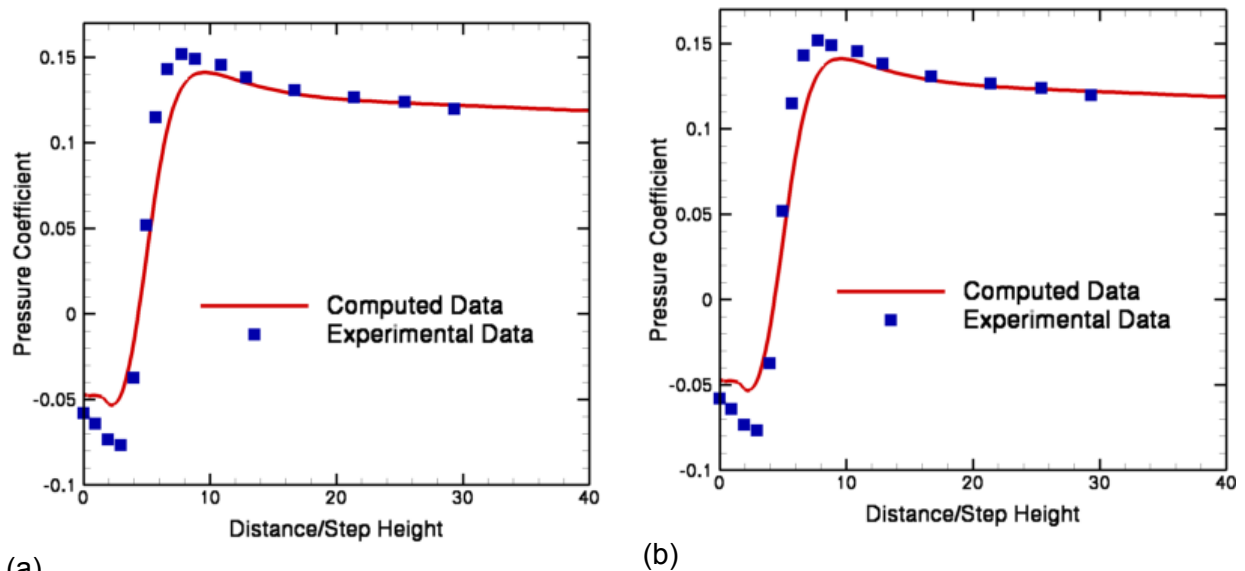 0.15
0.1
0.05
0
-0.05
-0.1
Pressure Coefficient
Computed Data
Experimental Data
0 10 20 30 40
Distance/Step Height
(a)
0.15
0.1
0.05
0
-0.05
-0.1
Pressure Coefficient
Computed Data
Experimental Data
0 10 20 30 40
Distance/Step Height
(b)